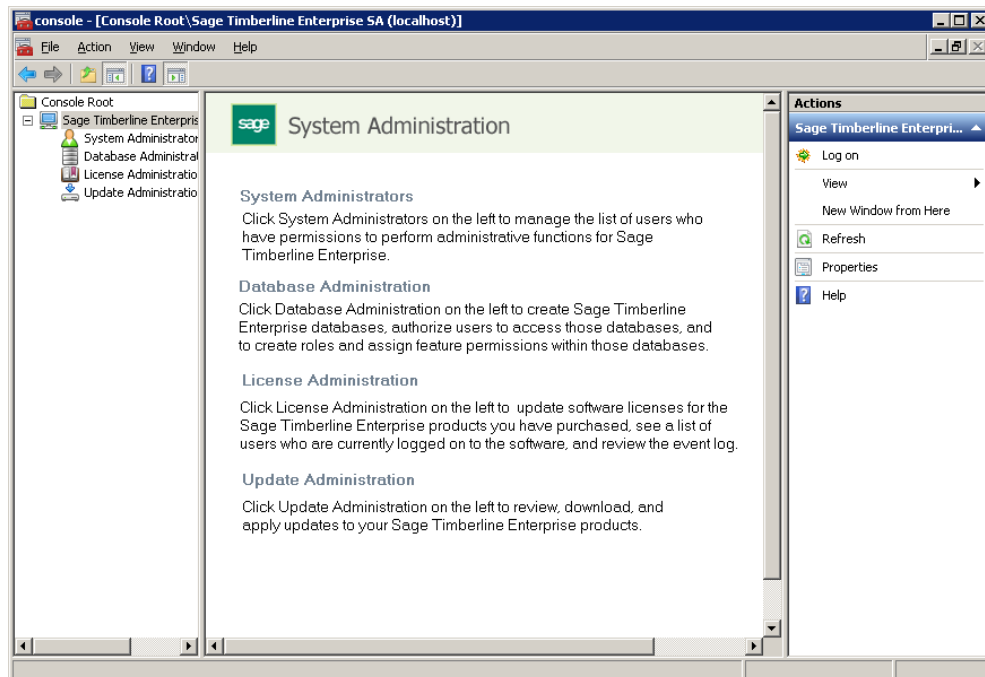 console - [Console Root\Sage Timberline Enterprise SA (localhost)]
File Action View Window Help
Console Root
Sage Timberline Enterpris
System Administrator
Database Administrat
License Administratio
Update Administratio
sage System Administration
System Administrators
Click System Administrators on the left to manage the list of users who
have permissions to perform administrative functions for Sage
Timberline Enterprise.
Database Administration
Click Database Administration on the left to create Sage Timberline
Enterprise databases, authorize users to access those databases, and
to create roles and assign feature permissions within those databases.
License Administration
Click License Administration on the left to update software licenses for the
Sage Timberline Enterprise products you have purchased, see a list of
users who are currently logged on to the software, and review the event log.
Update Administration
Click Update Administration on the left to review, download, and
apply updates to your Sage Timberline Enterprise products.
Actions
Sage Timberline Enterpri...
Log on
View
New Window from Here
Refresh
Properties
Help